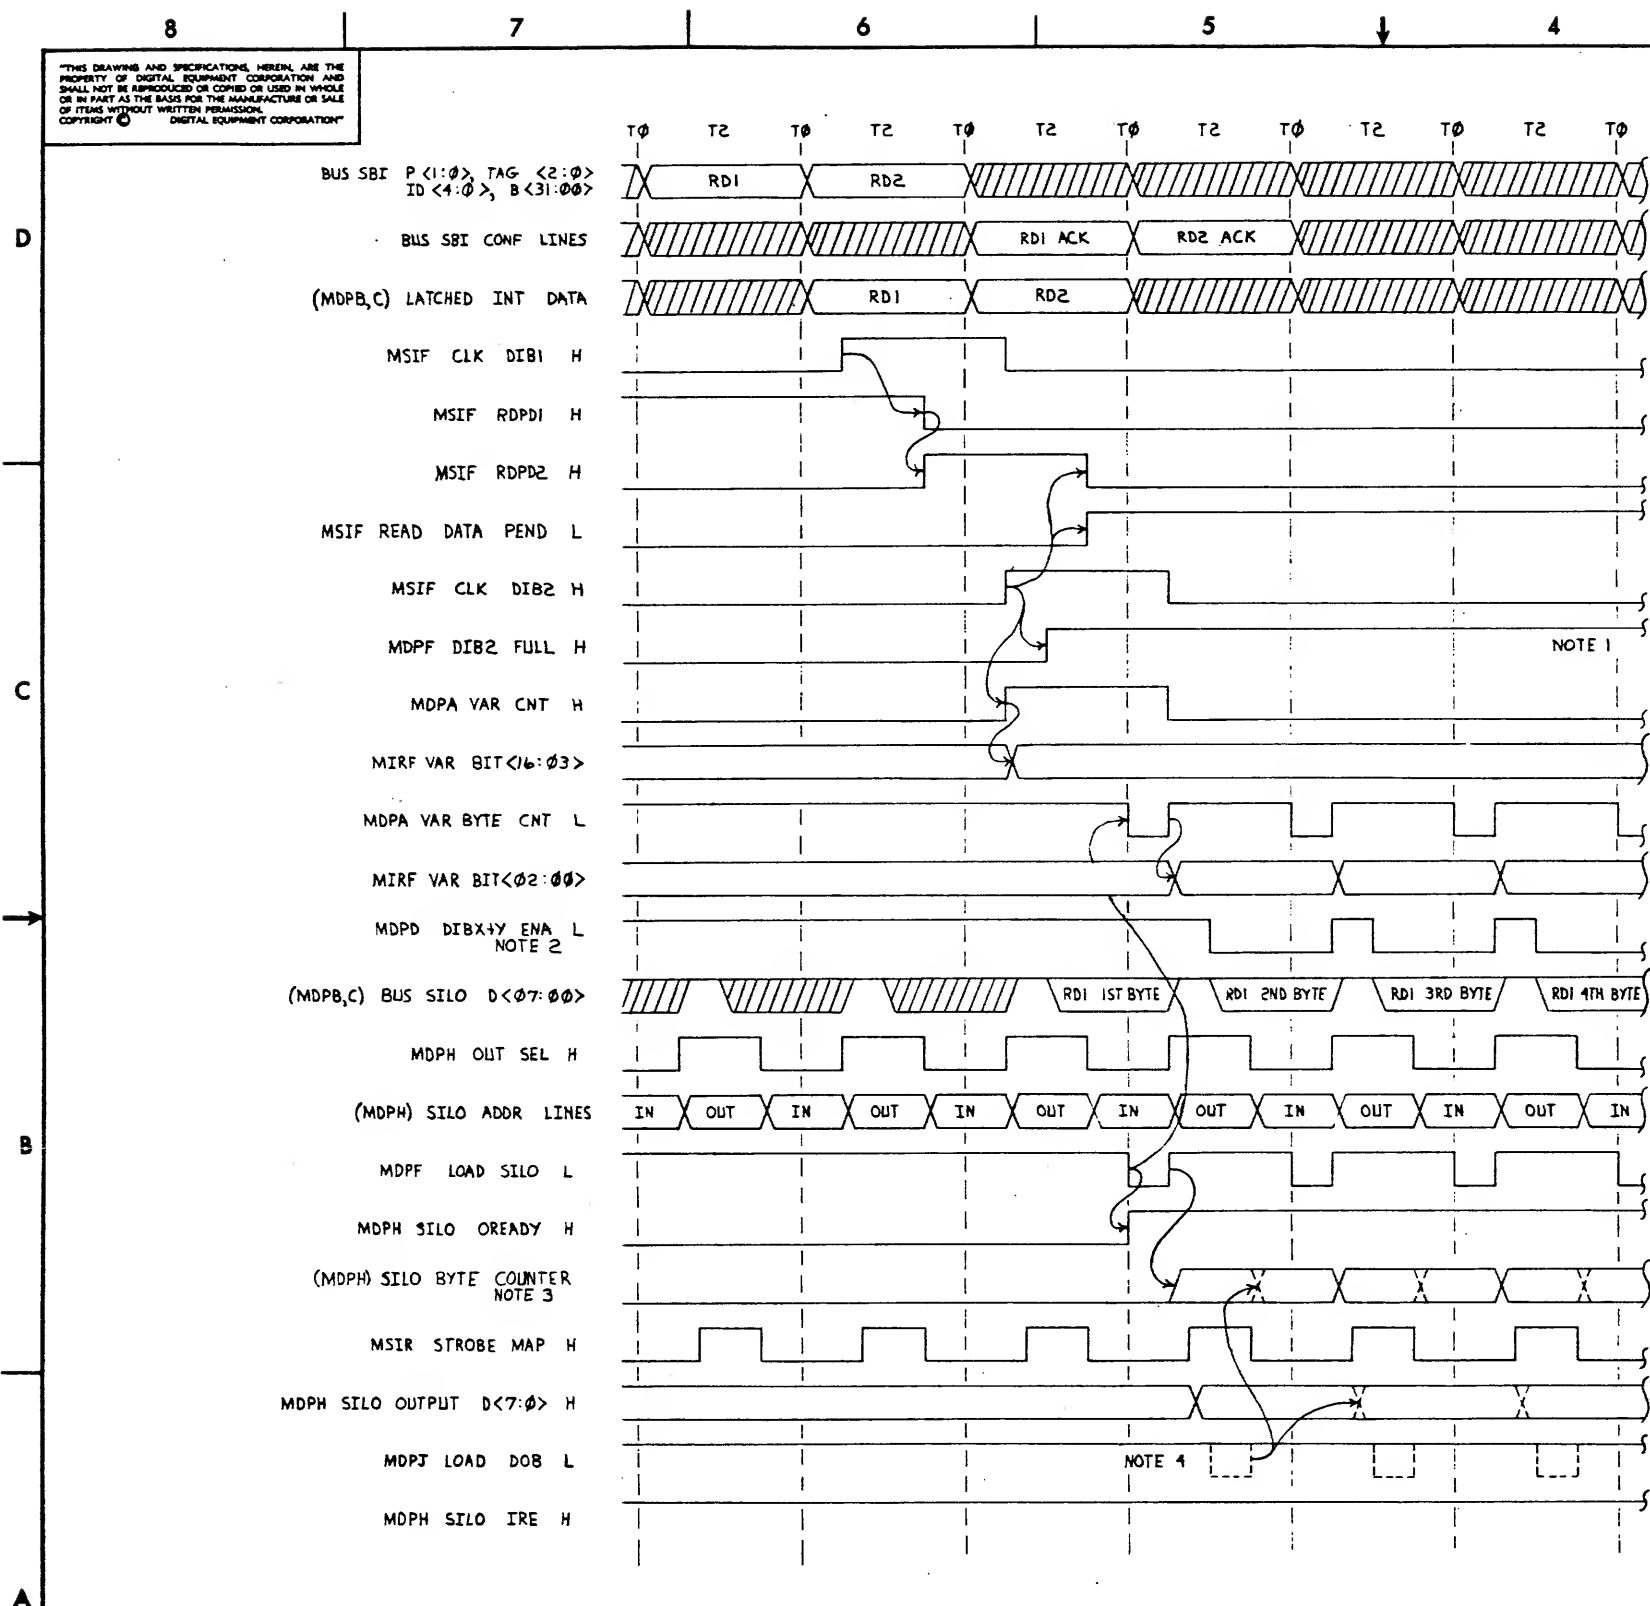 8 7 6 5 4
"THIS DRAWING AND SPECIFICATIONS, HEREIN, ARE THE
PROPERTY OF DIGITAL EQUIPMENT CORPORATION AND
SHALL NOT BE REPRODUCED OR COPIED OR USED IN WHOLE
OR IN PART AS THE BASIS FOR THE MANUFACTURE OR SALE
OF ITEMS WITHOUT WRITTEN PERMISSION.
COPYRIGHT © DIGITAL EQUIPMENT CORPORATION"
TØ T2 TØ T2 TØ T2 TØ T2 TØ T2 TØ T2 TØ
BUS SBI P <1:Ø>, TAG <2:Ø>
ID <4:Ø>, B<31:ØØ>
RD1 RD2
D
BUS SBI CONF LINES
RD1 ACK RD2 ACK
(MDPB,C) LATCHED INT DATA
RD1 RD2
MSIF CLK DIB1 H
MSIF RDPD1 H
MSIF RDPD2 H
MSIF READ DATA PEND L
MSIF CLK DIB2 H
MDPF DIB2 FULL H
NOTE 1
C
MDPA VAR CNT H
MIRF VAR BIT<16:Ø3>
MDPA VAR BYTE CNT L
MIRF VAR BIT<Ø2:ØØ>
MDPD DIBX+Y ENA L
NOTE 2
(MDPB,C) BUS SILO D<Ø7:ØØ>
RD1 1ST BYTE RD1 2ND BYTE RD1 3RD BYTE RD1 4TH BYTE
MDPH OUT SEL H
(MDPH) SILO ADDR LINES
IN OUT IN OUT IN OUT IN OUT IN OUT IN OUT IN
B
MDPF LOAD SILO L
MDPH SILO OREADY H
(MDPH) SILO BYTE COUNTER
NOTE 3
MSIR STROBE MAP H
MDPH SILO OUTPUT D<7:Ø> H
MDPJ LOAD DOB L
NOTE 4
MDPH SILO IRE H
A